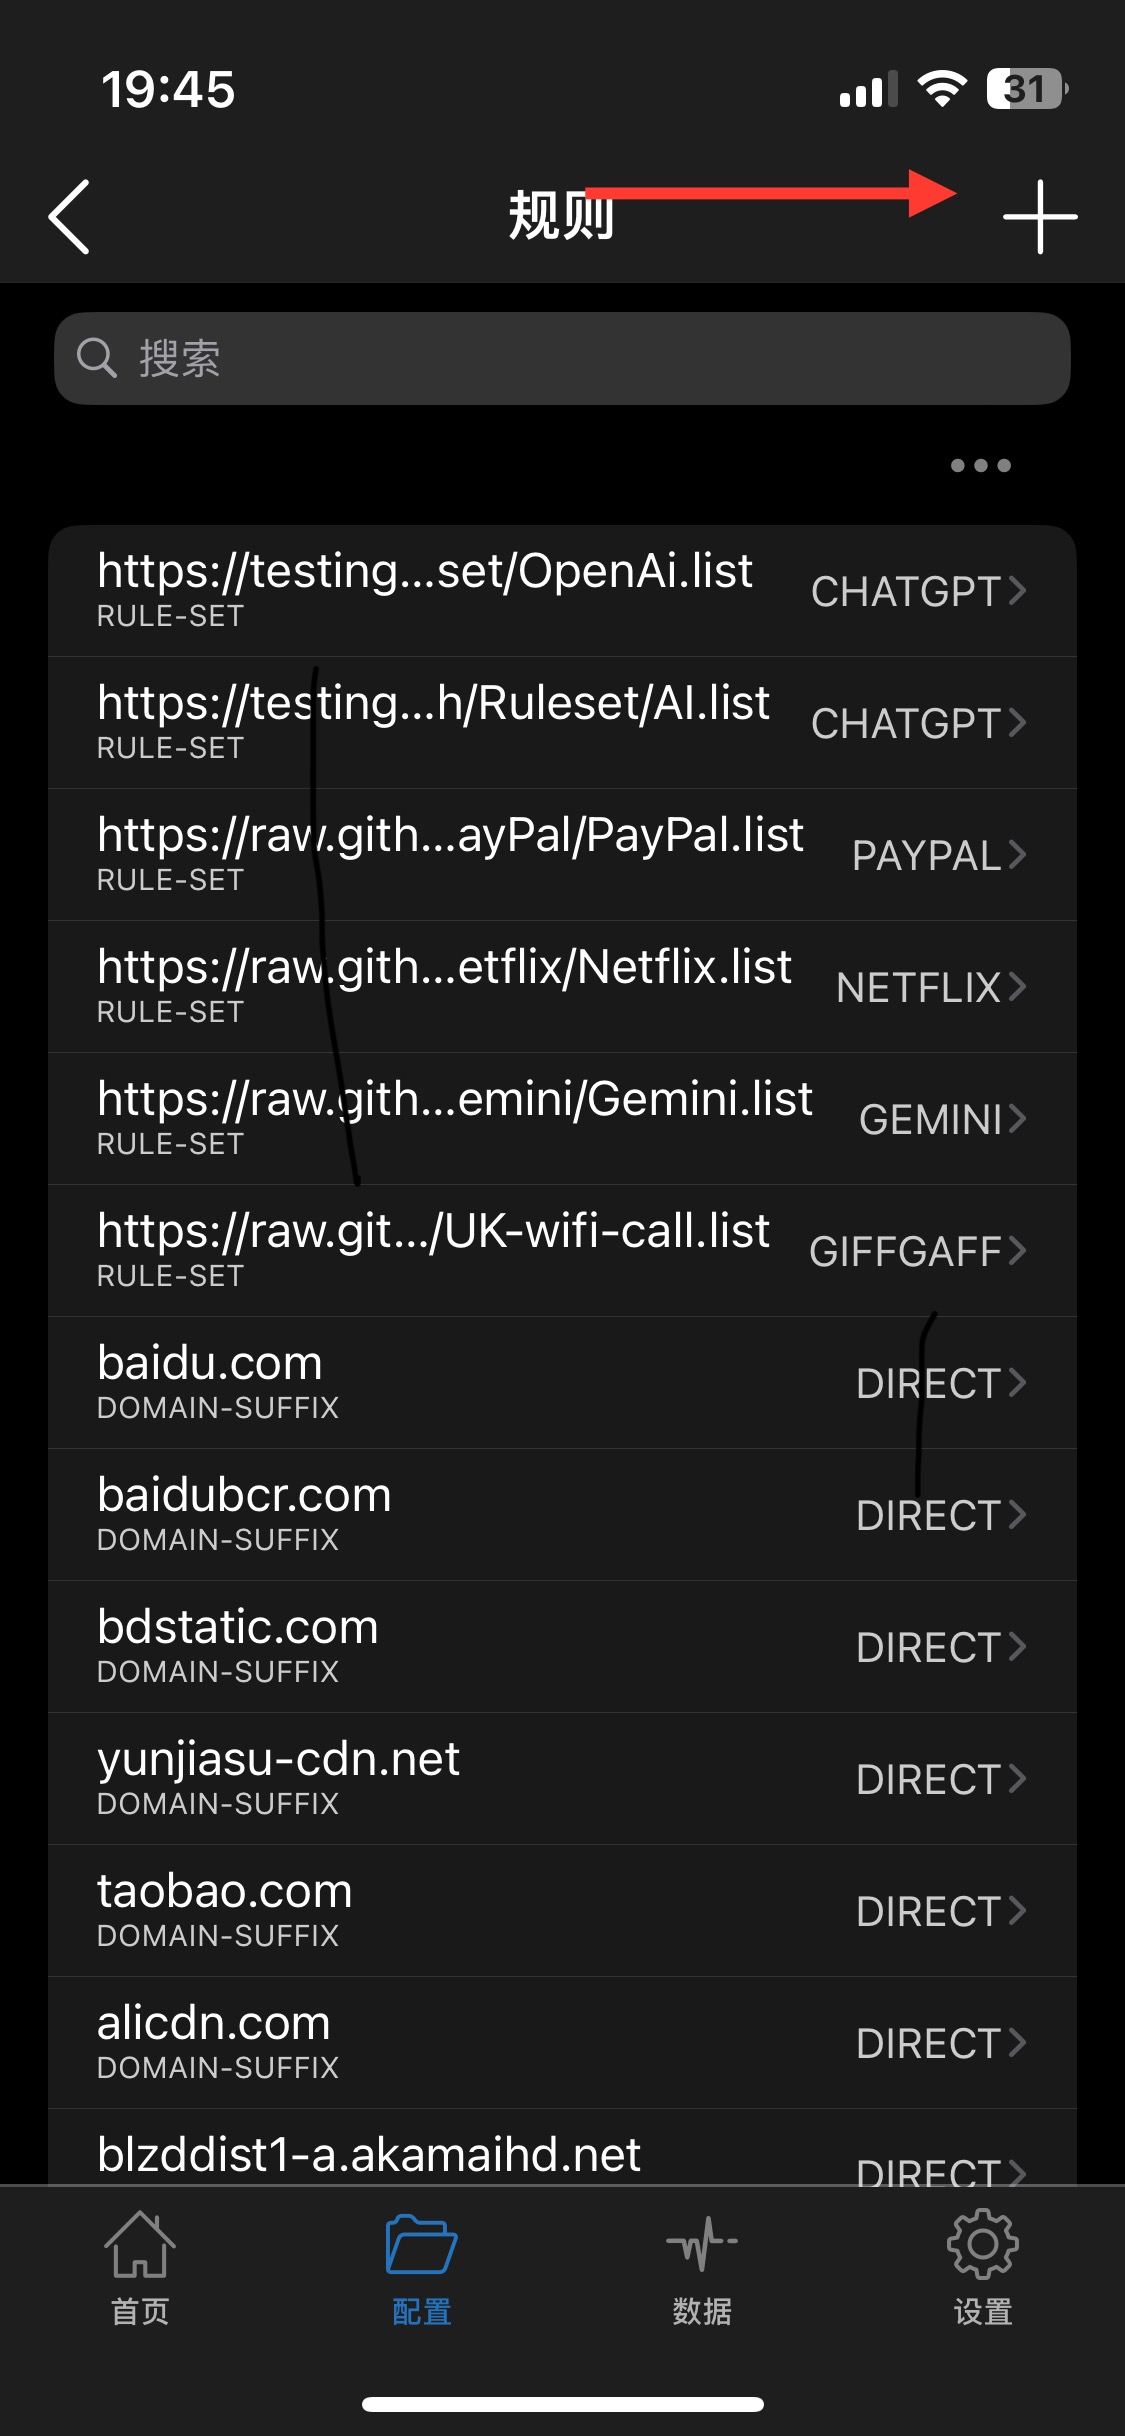 19:45
31
规则
搜索
https://testing...set/OpenAi.list
CHATGPT
RULE-SET
https://testing...h/Ruleset/AI.list
CHATGPT
RULE-SET
https://raw.gith...ayPal/PayPal.list
PAYPAL
RULE-SET
https://raw.gith...etflix/Netflix.list
NETFLIX
RULE-SET
https://raw.gith...emini/Gemini.list
GEMINI
RULE-SET
https://raw.git.../UK-wifi-call.list
GIFFGAFF
RULE-SET
baidu.com
DIRECT
DOMAIN-SUFFIX
baidubcr.com
DIRECT
DOMAIN-SUFFIX
bdstatic.com
DIRECT
DOMAIN-SUFFIX
yunjiasu-cdn.net
DIRECT
DOMAIN-SUFFIX
taobao.com
DIRECT
DOMAIN-SUFFIX
alicdn.com
DIRECT
DOMAIN-SUFFIX
blzddist1-a.akamaihd.net
DIRECT
首页
配置
数据
设置